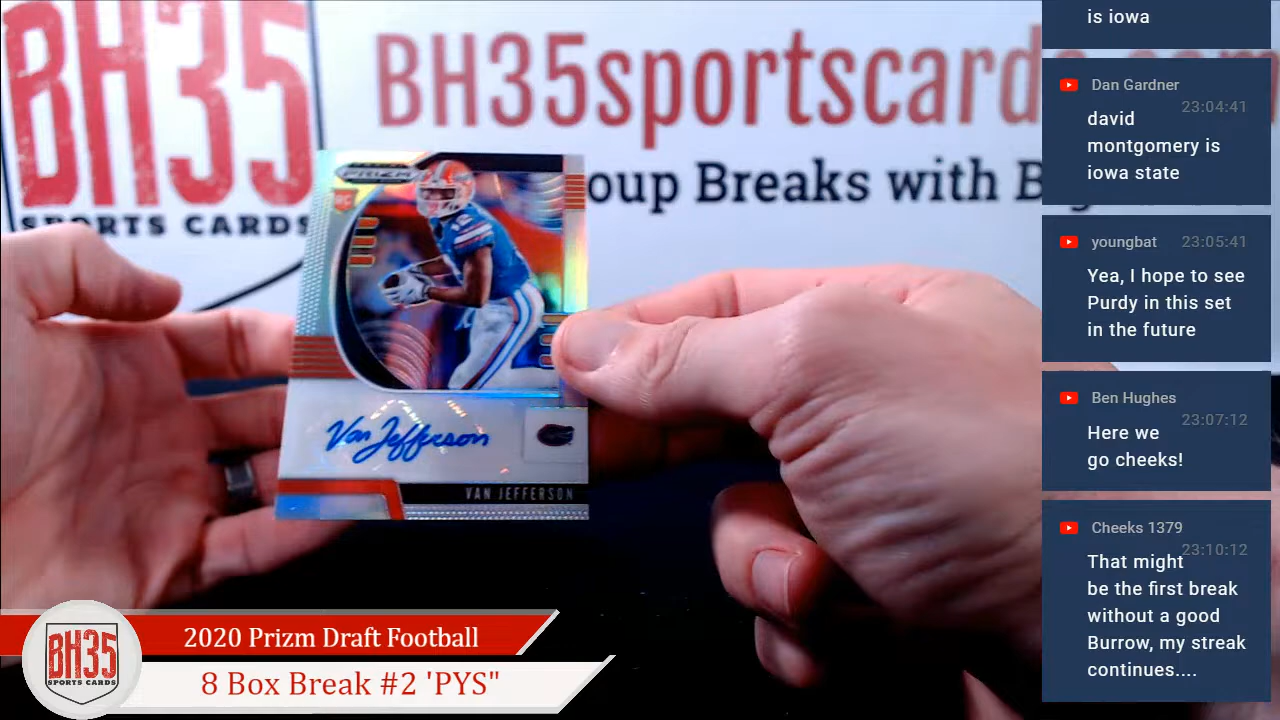 BH35
SPORTS CARDS
BH35sportscards.com
oup Breaks with B
PRIZM
RC
Van Jefferson
VAN JEFFERSON
BH35
SPORTS CARDS
2020 Prizm Draft Football
8 Box Break #2 'PYS"
is iowa
Dan Gardner
23:04:41
david
montgomery is
iowa state
youngbat 23:05:41
Yea, I hope to see
Purdy in this set
in the future
Ben Hughes
23:07:12
Here we
go cheeks!
Cheeks 1379
23:10:12
That might
be the first break
without a good
Burrow, my streak
continues....